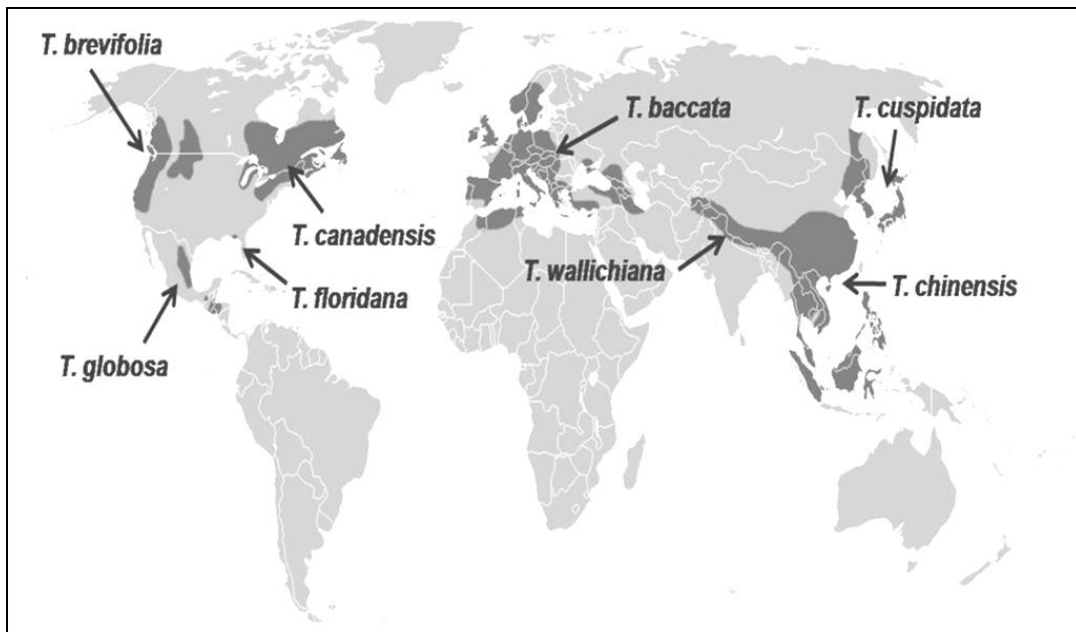 T. brevifolia
T. baccata
T. cuspidata
T. canadensis
T. wallichiana
T. chinensis
T. floridana
T. globosa